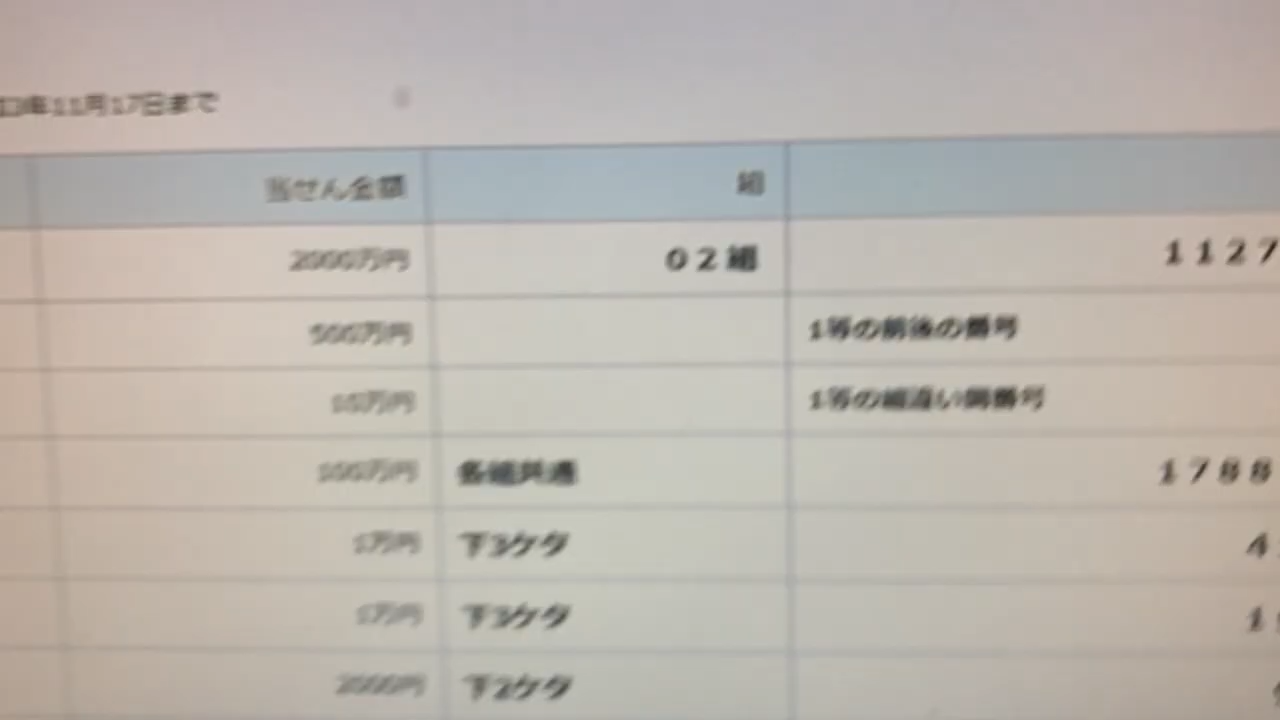 年11月17日まで
当せん金額 組
2000万円 02組 1127
500万円 1等の前後の番号
10万円 1等の組違い同番号
100万円 各組共通 1788
1万円 下3ケタ 4
1万円 下3ケタ 1
2000円 下2ケタ